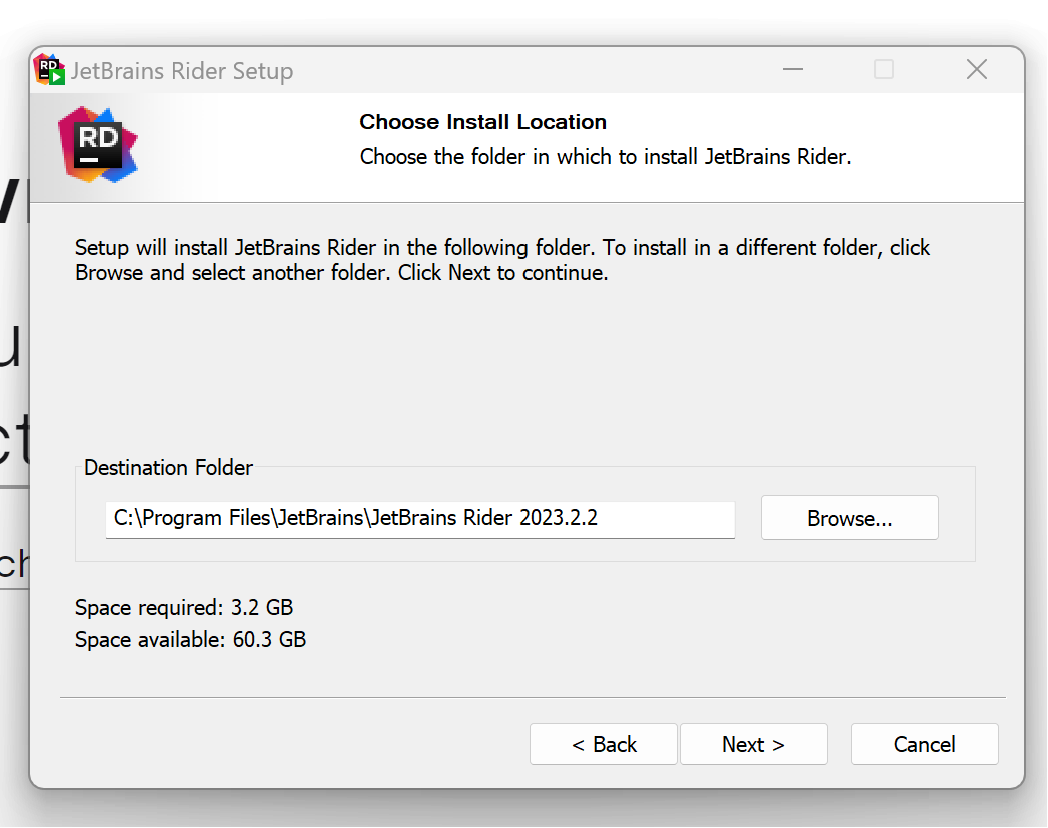 JetBrains Rider Setup
RD
Choose Install Location
Choose the folder in which to install JetBrains Rider.
Setup will install JetBrains Rider in the following folder. To install in a different folder, click
Browse and select another folder. Click Next to continue.
Destination Folder
C:\Program Files\JetBrains\JetBrains Rider 2023.2.2
Browse...
Space required: 3.2 GB
Space available: 60.3 GB
< Back
Next >
Cancel